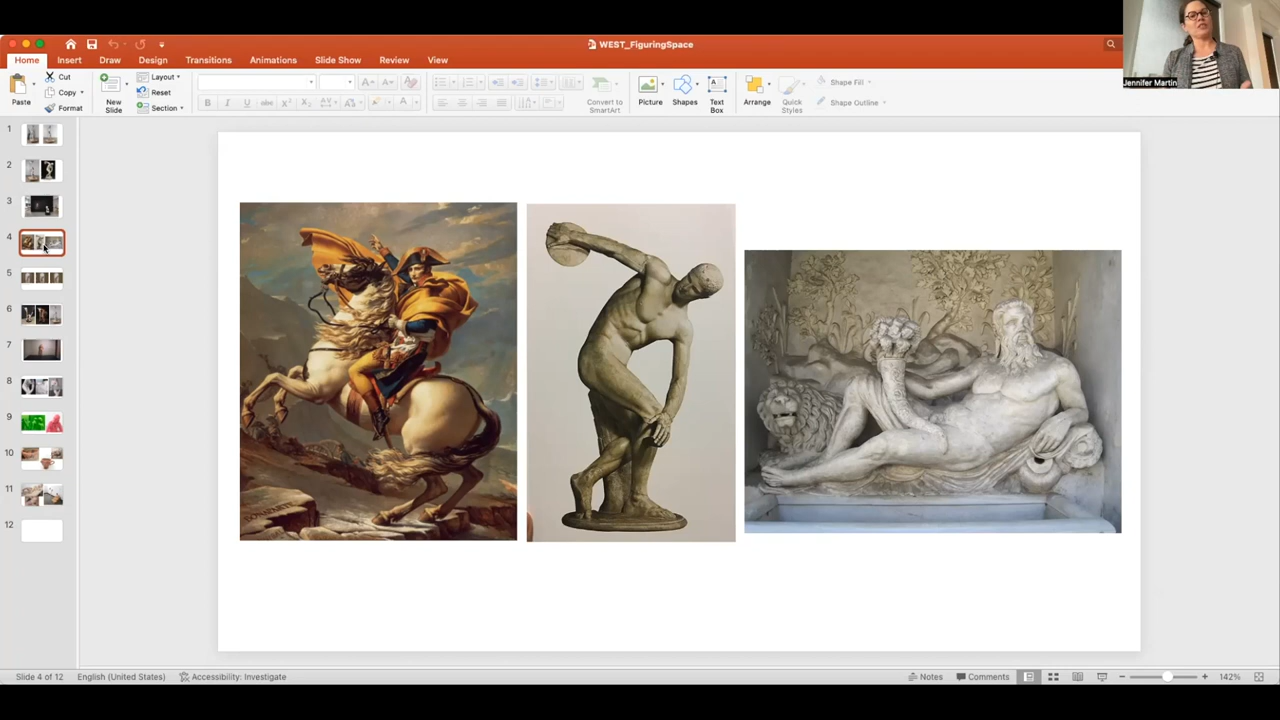 WEST_FiguringSpace
Home Insert Draw Design Transitions Animations Slide Show Review View
Paste Cut Copy Format New Slide Layout Reset Section Convert to SmartArt Picture Shapes Text Box Arrange Quick Styles Shape Fill Shape Outline
Jennifer Martin
1
2
3
4
5
6
7
8
9
10
11
12
BONAPARTE
Slide 4 of 12 English (United States) Accessibility: Investigate Notes Comments 142%